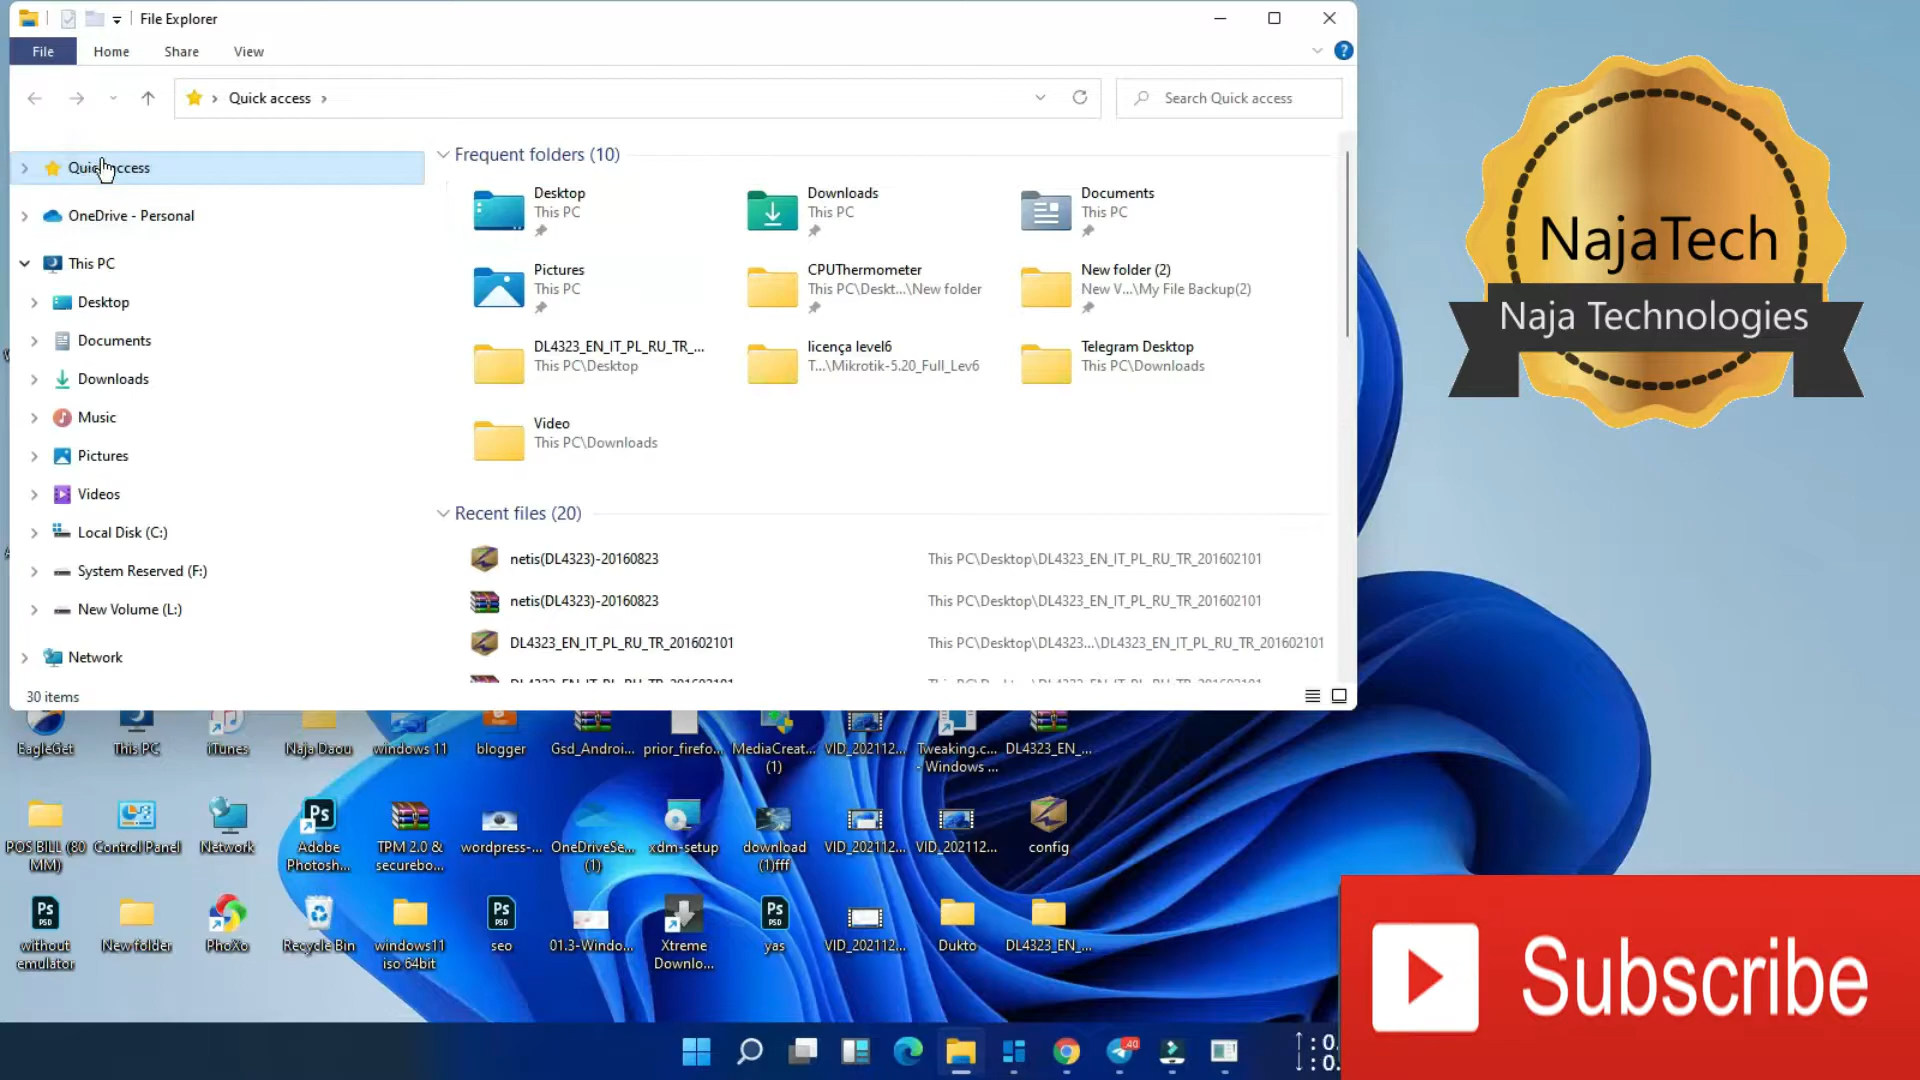 File Explorer
File Home Share View
Quick access
Search Quick access
OneDrive - Personal
This PC
Desktop
Documents
Downloads
Music
Pictures
Videos
Local Disk (C:)
System Reserved (F:)
New Volume (L:)
Network
30 items
Frequent folders (10)
Desktop
This PC
Downloads
This PC
Documents
This PC
Pictures
This PC
CPUThermometer
This PC\Deskt...\New folder
New folder (2)
New V...\My File Backup(2)
DL4323_EN_IT_PL_RU_TR_...
This PC\Desktop
licença level6
T...\Mikrotik-5.20_Full_Lev6
Telegram Desktop
This PC\Downloads
Video
This PC\Downloads
Recent files (20)
netis(DL4323)-20160823 This PC\Desktop\DL4323_EN_IT_PL_RU_TR_201602101
netis(DL4323)-20160823 This PC\Desktop\DL4323_EN_IT_PL_RU_TR_201602101
DL4323_EN_IT_PL_RU_TR_201602101 This PC\Desktop\DL4323...\DL4323_EN_IT_PL_RU_TR_201602101
NajaTech
Naja Technologies
EagleGet
This PC
iTunes
Naja Daou
windows 11
blogger
Gsd_Androi...
prior_firefo...
MediaCreat...
(1)
VID_202112...
Tweaking.c...
- Windows ...
DL4323_EN_...
POS BILL (80
MM)
Control Panel
Network
Adobe
Photosh...
TPM 2.0 &
securebo...
wordpress-...
OneDriveSe...
(1)
xdm-setup
download
(1)fff
VID_202112...
VID_202112...
config
without
emulator
New folder
PhoXo
Recycle Bin
windows11
iso 64bit
seo
01.3-Windo...
Xtreme
Downlo...
yas
VID_202112...
Dukto
DL4323_EN_...
40
Subscribe